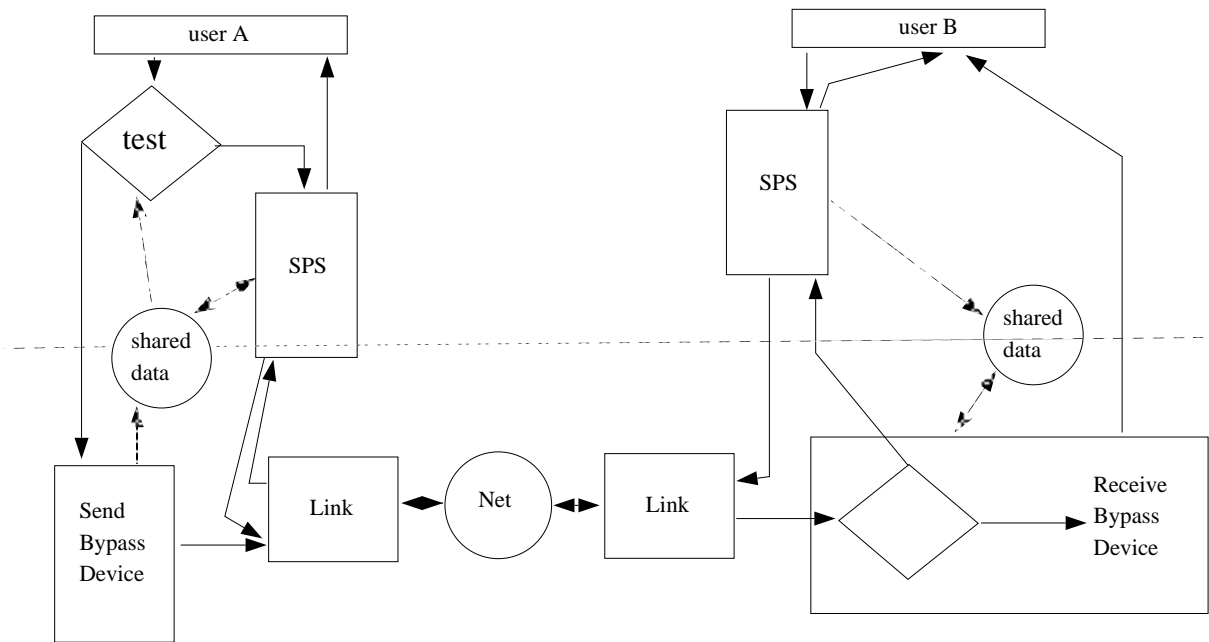 user A
user B
test
SPS
SPS
shared
data
shared
data
Send
Bypass
Device
Link
Net
Link
Receive
Bypass
Device